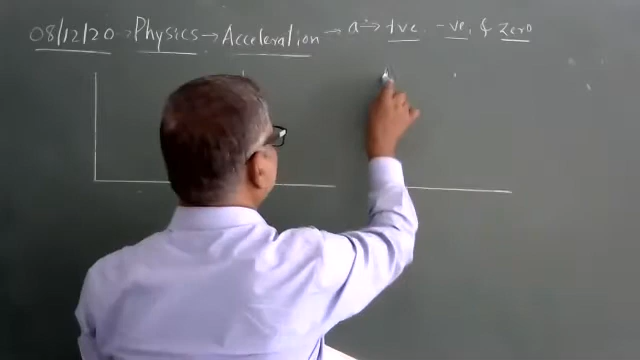 08/12/20 → Physics → Acceleration → a → +ve, -ve, & Zero